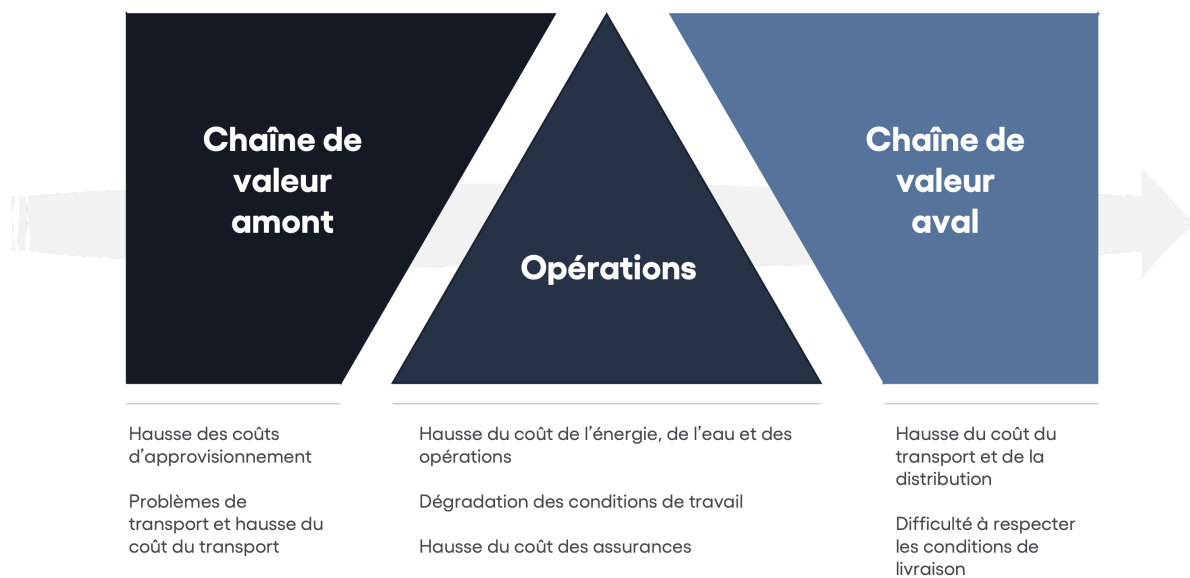 Chaîne de
valeur
amont
Opérations
Chaîne de
valeur
aval
Hausse des coûts
d’approvisionnement
Problèmes de
transport et hausse du
coût du transport
Hausse du coût de l’énergie, de l’eau et des
opérations
Dégradation des conditions de travail
Hausse du coût des assurances
Hausse du coût du
transport et de la
distribution
Difficulté à respecter
les conditions de
livraison